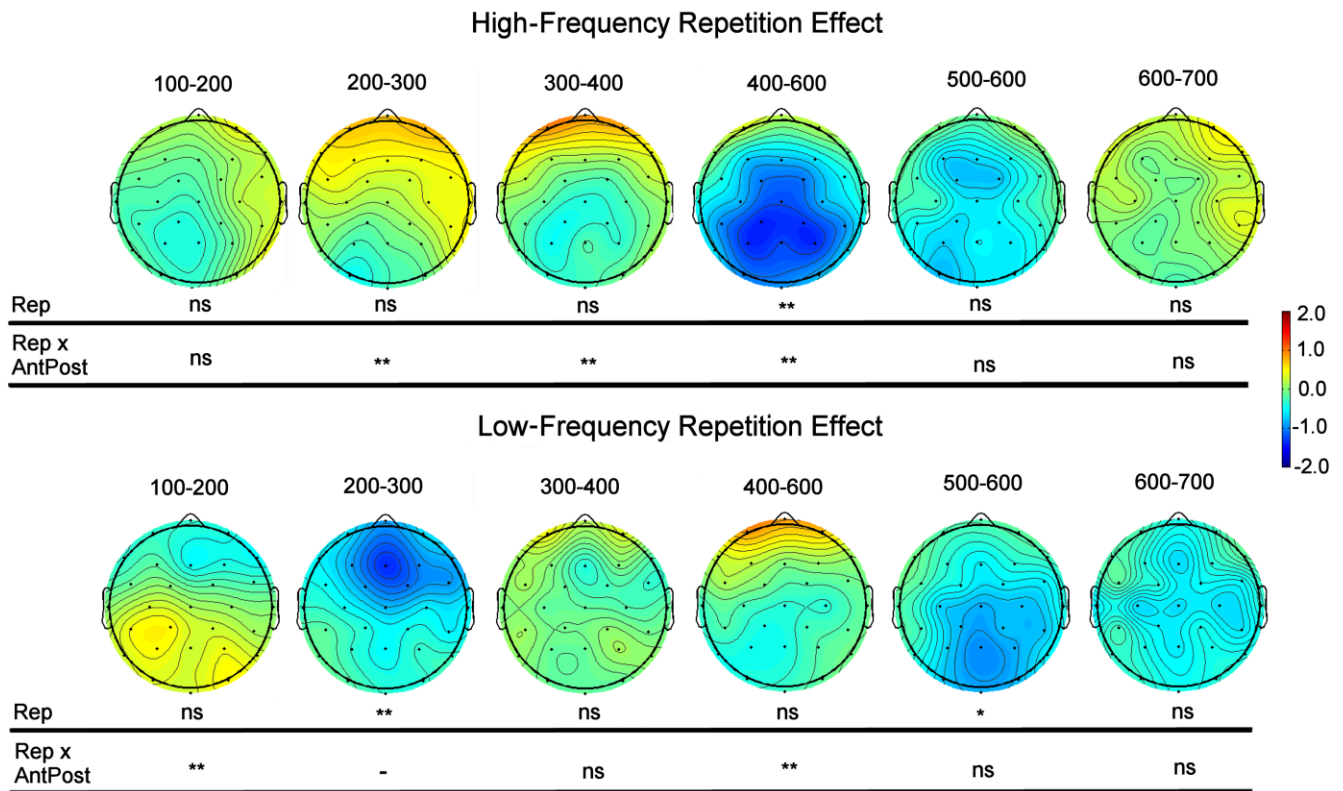 High-Frequency Repetition Effect
100-200 200-300 300-400 400-600 500-600 600-700
Rep ns ns ns ** ns ns
Rep x
AntPost ns ** ** ** ns ns
2.0
1.0
0.0
-1.0
-2.0
Low-Frequency Repetition Effect
100-200 200-300 300-400 400-600 500-600 600-700
Rep ns ** ns ns * ns
Rep x
AntPost ** - ns ** ns ns